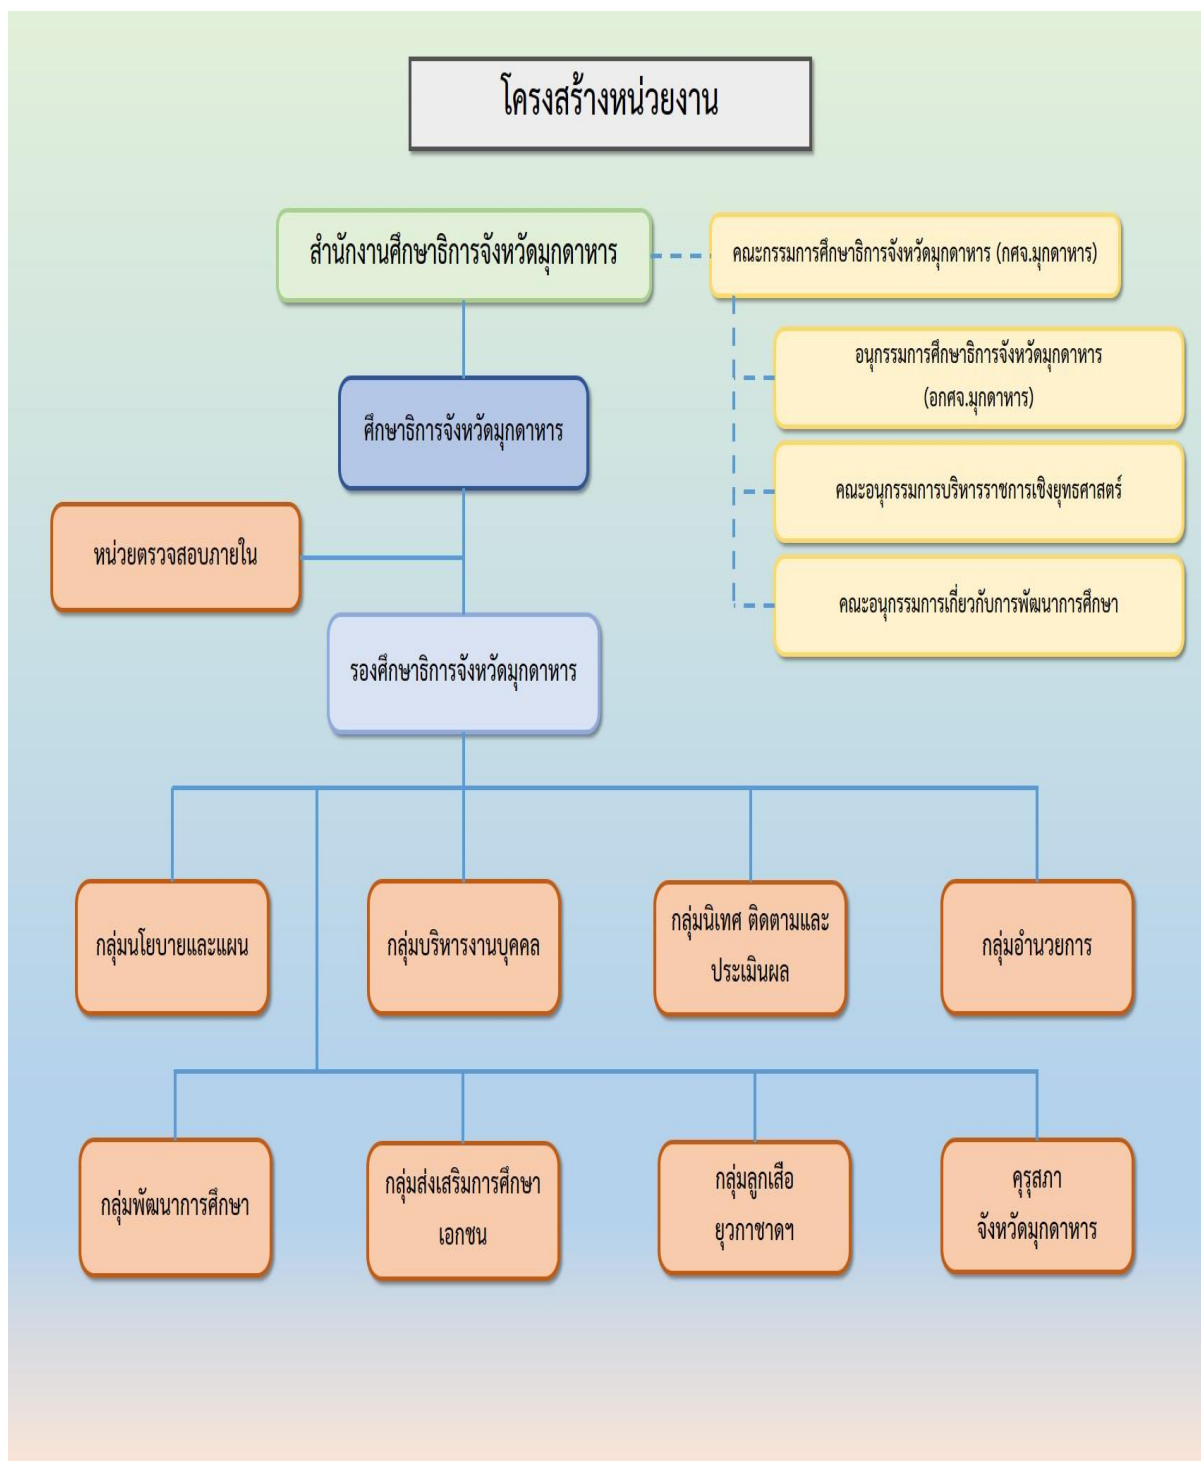 โครงสร้างหน่วยงาน
สำนักงานศึกษาธิการจังหวัดมุกดาหาร
คณะกรรมการศึกษาธิการจังหวัดมุกดาหาร (กศจ.มุกดาหาร)
อนุกรรมการศึกษาธิการจังหวัดมุกดาหาร
(อกศจ.มุกดาหาร)
ศึกษาธิการจังหวัดมุกดาหาร
คณะอนุกรรมการบริหารราชการเชิงยุทธศาสตร์
หน่วยตรวจสอบภายใน
คณะอนุกรรมการเกี่ยวกับการพัฒนาการศึกษา
รองศึกษาธิการจังหวัดมุกดาหาร
กลุ่มนโยบายและแผน
กลุ่มบริหารงานบุคคล
กลุ่มนิเทศ ติดตามและ
ประเมินผล
กลุ่มอำนวยการ
กลุ่มพัฒนาการศึกษา
กลุ่มส่งเสริมการศึกษา
เอกชน
กลุ่มลูกเสือ
ยุวกาชาดฯ
คุรุสภา
จังหวัดมุกดาหาร